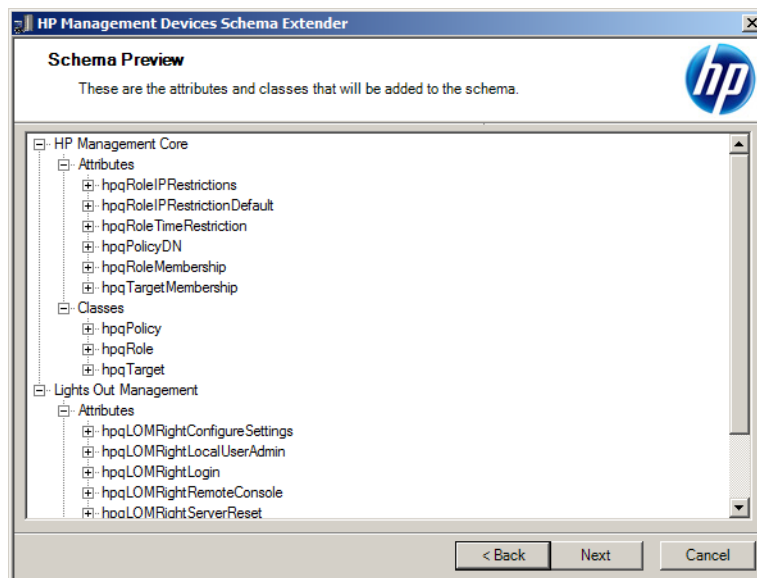 HP Management Devices Schema Extender
Schema Preview
These are the attributes and classes that will be added to the schema.
hp
HP Management Core
Attributes
hpqRoleIPRestrictions
hpqRoleIPRestrictionDefault
hpqRoleTimeRestriction
hpqPolicyDN
hpqRoleMembership
hpqTargetMembership
Classes
hpqPolicy
hpqRole
hpqTarget
Lights Out Management
Attributes
hpqLOMRightConfigureSettings
hpqLOMRightLocalUserAdmin
hpqLOMRightLogin
hpqLOMRightRemoteConsole
hpqLOMRightServerReset
< Back Next Cancel